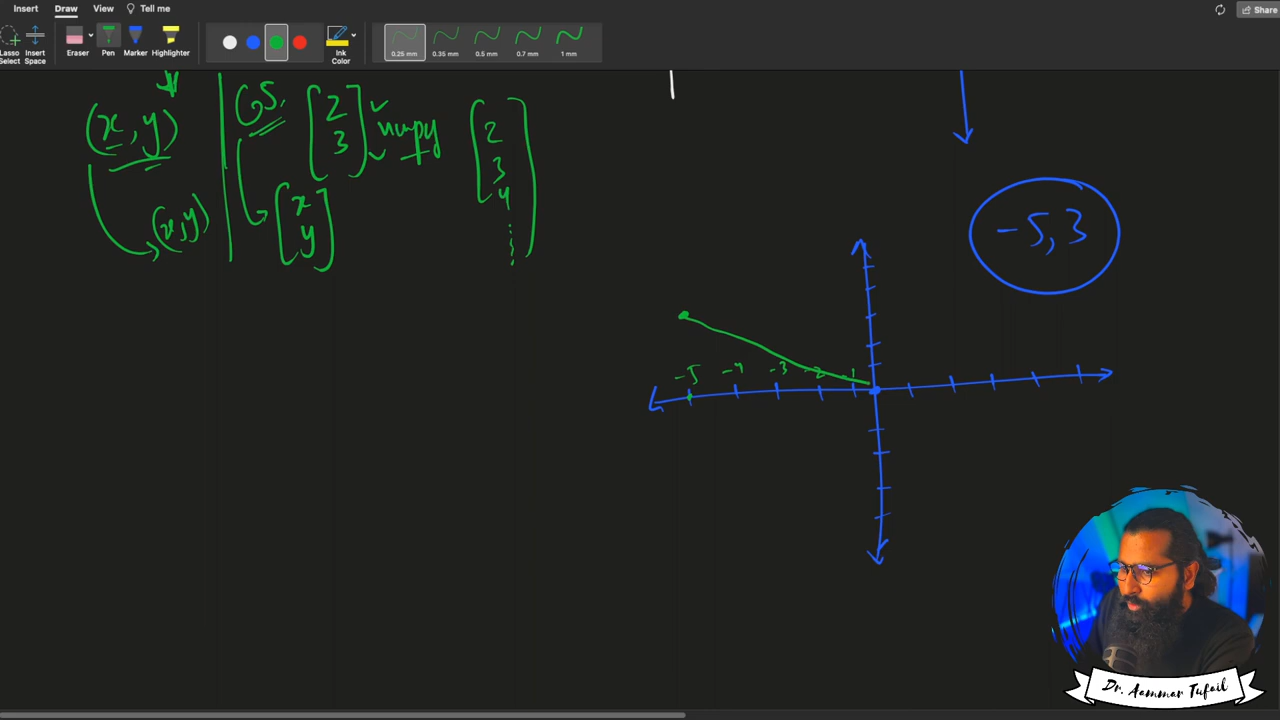 Insert Draw View Tell me
Share
Lasso Select
Insert Space
Eraser
Pen
Marker
Highlighter
Ink Color
0.25 mm
0.35 mm
0.5 mm
0.7 mm
1 mm
(x, y)
(x,y)
CS,
[2
3]
numpy
[x
y]
[2
3
4
⋮]
-5, 3
-5 -4 -3 -2 -1
Dr. Aammar Tufail